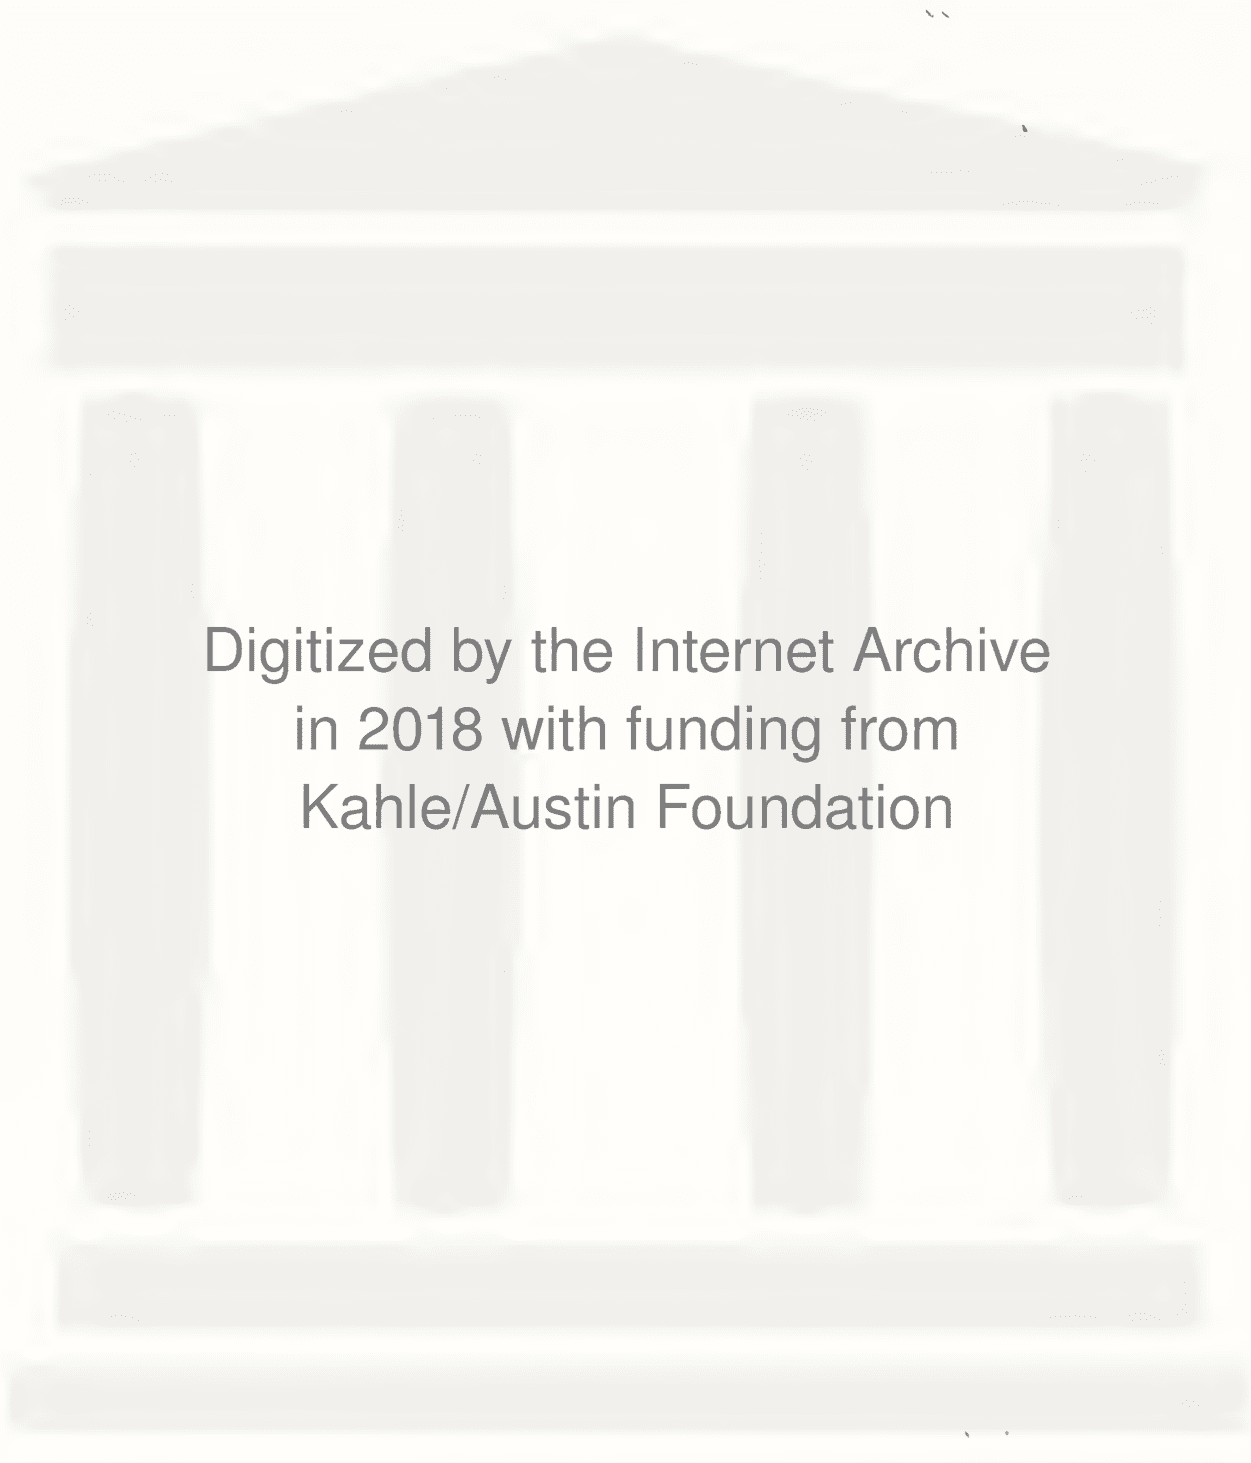 Digitized by the Internet Archive
in 2018 with funding from
Kahle/Austin Foundation